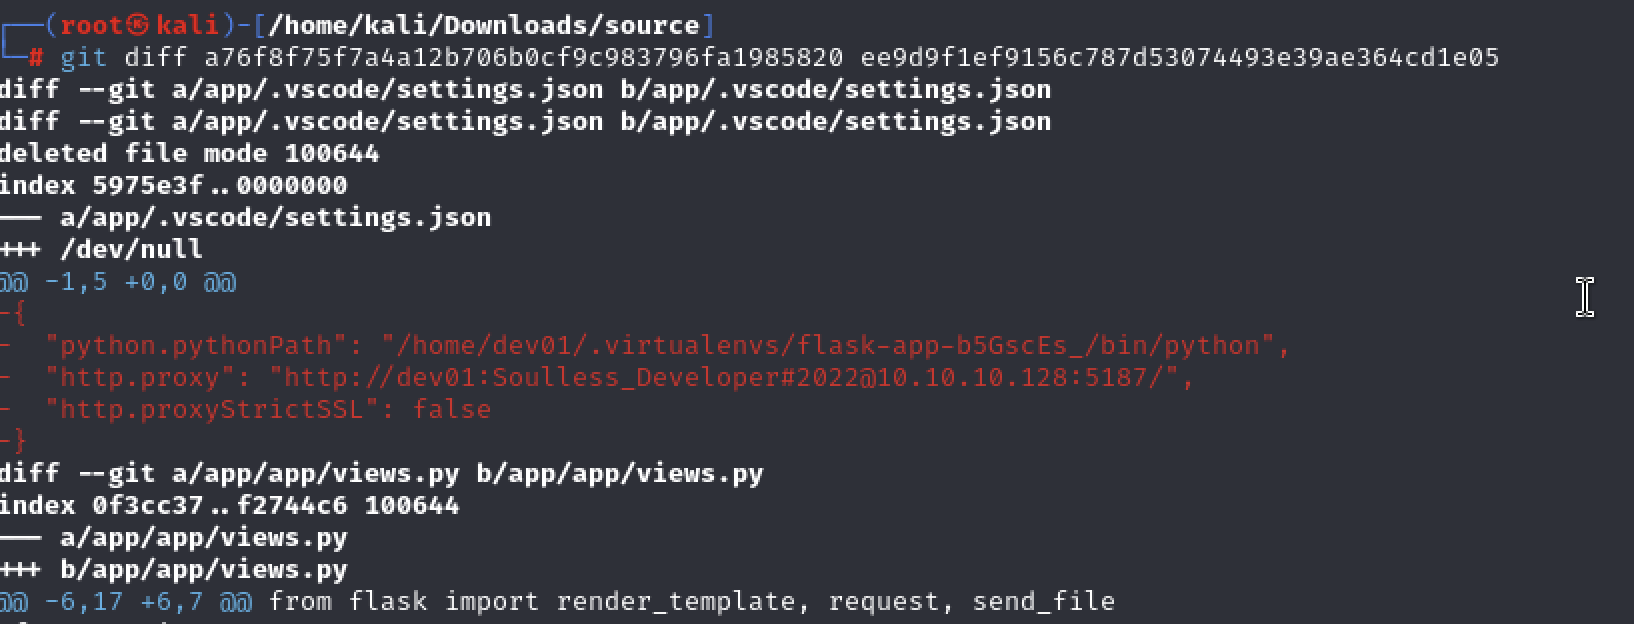 ┌──(root㉿kali)-[/home/kali/Downloads/source]
└─# git diff a76f8f75f7a4a12b706b0cf9c983796fa1985820 ee9d9f1ef9156c787d53074493e39ae364cd1e05
diff --git a/app/.vscode/settings.json b/app/.vscode/settings.json
diff --git a/app/.vscode/settings.json b/app/.vscode/settings.json
deleted file mode 100644
index 5975e3f..0000000
--- a/app/.vscode/settings.json
+++ /dev/null
@@ -1,5 +0,0 @@
-{
-  "python.pythonPath": "/home/dev01/.virtualenvs/flask-app-b5GscEs_/bin/python",
-  "http.proxy": "http://dev01:Soulless_Developer#2022@10.10.10.128:5187/",
-  "http.proxyStrictSSL": false
-}
diff --git a/app/app/views.py b/app/app/views.py
index 0f3cc37..f2744c6 100644
--- a/app/app/views.py
+++ b/app/app/views.py
@@ -6,17 +6,7 @@ from flask import render_template, request, send_file